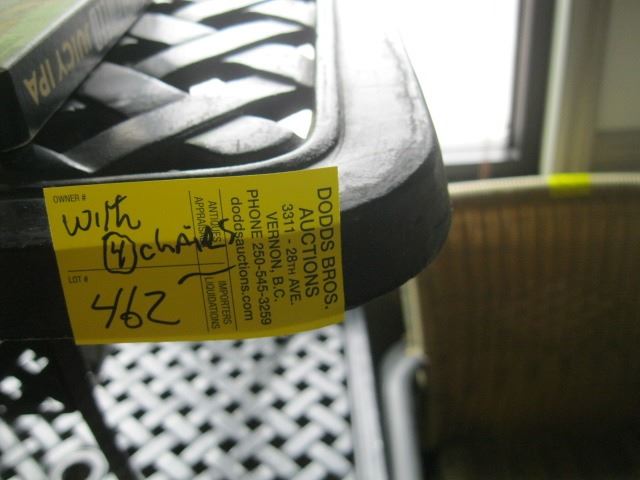 JUICY IPA
OWNER #
with
4 chairs
LOT #
462
ANTIQUES
APPRAISERS
IMPORTERS
LIQUIDATIONS
DODDS BROS.
AUCTIONS
3311 - 28TH AVE.
VERNON, B.C.
PHONE 250-545-3259
doddsauctions.com